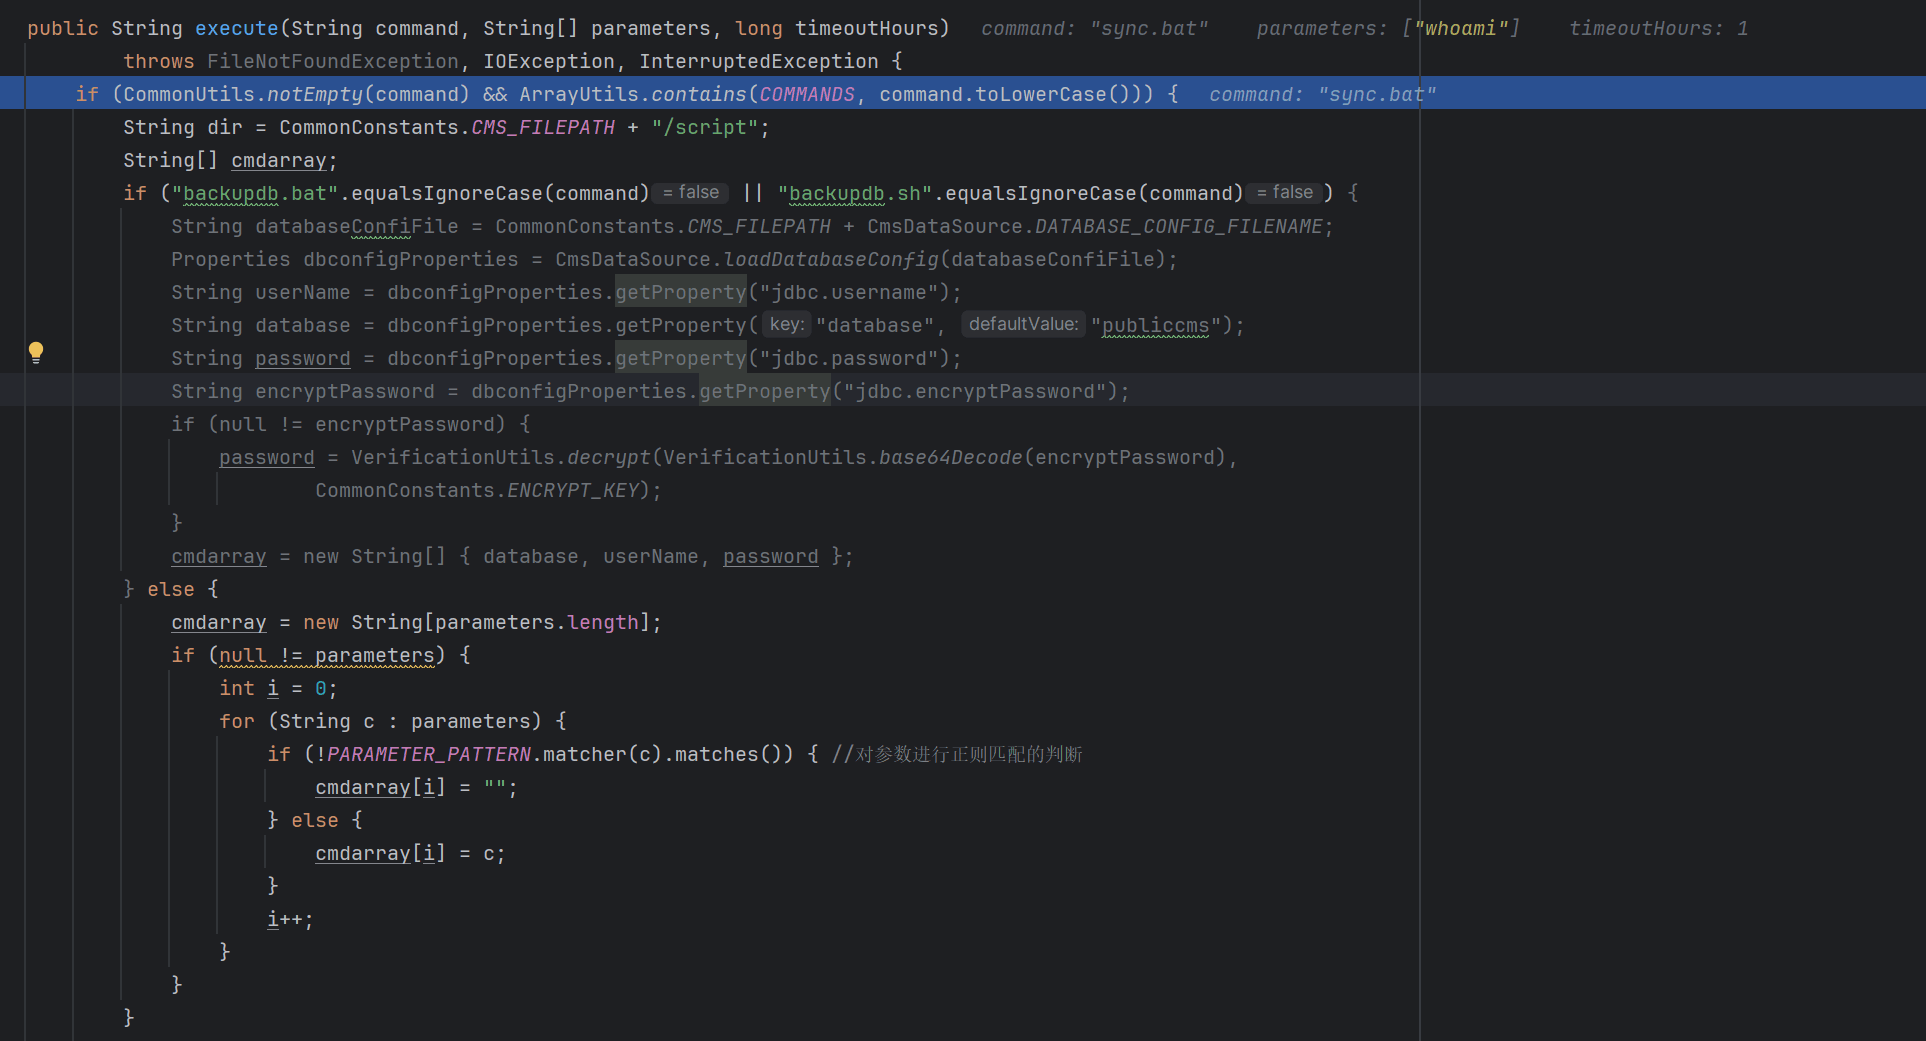 public String execute(String command, String[] parameters, long timeoutHours)   command: "sync.bat"    parameters: ["whoami"]    timeoutHours: 1
        throws FileNotFoundException, IOException, InterruptedException {
    if (CommonUtils.notEmpty(command) && ArrayUtils.contains(COMMANDS, command.toLowerCase())) {   command: "sync.bat"
        String dir = CommonConstants.CMS_FILEPATH + "/script";
        String[] cmdarray;
        if ("backupdb.bat".equalsIgnoreCase(command) = false || "backupdb.sh".equalsIgnoreCase(command) = false ) {
            String databaseConfiFile = CommonConstants.CMS_FILEPATH + CmsDataSource.DATABASE_CONFIG_FILENAME;
            Properties dbconfigProperties = CmsDataSource.loadDatabaseConfig(databaseConfiFile);
            String userName = dbconfigProperties.getProperty("jdbc.username");
            String database = dbconfigProperties.getProperty( key: "database", defaultValue: "publiccms");
            String password = dbconfigProperties.getProperty("jdbc.password");
            String encryptPassword = dbconfigProperties.getProperty("jdbc.encryptPassword");
            if (null != encryptPassword) {
                password = VerificationUtils.decrypt(VerificationUtils.base64Decode(encryptPassword),
                        CommonConstants.ENCRYPT_KEY);
            }
            cmdarray = new String[] { database, userName, password };
        } else {
            cmdarray = new String[parameters.length];
            if (null != parameters) {
                int i = 0;
                for (String c : parameters) {
                    if (!PARAMETER_PATTERN.matcher(c).matches()) { //对参数进行正则匹配的判断
                        cmdarray[i] = "";
                    } else {
                        cmdarray[i] = c;
                    }
                    i++;
                }
            }
        }